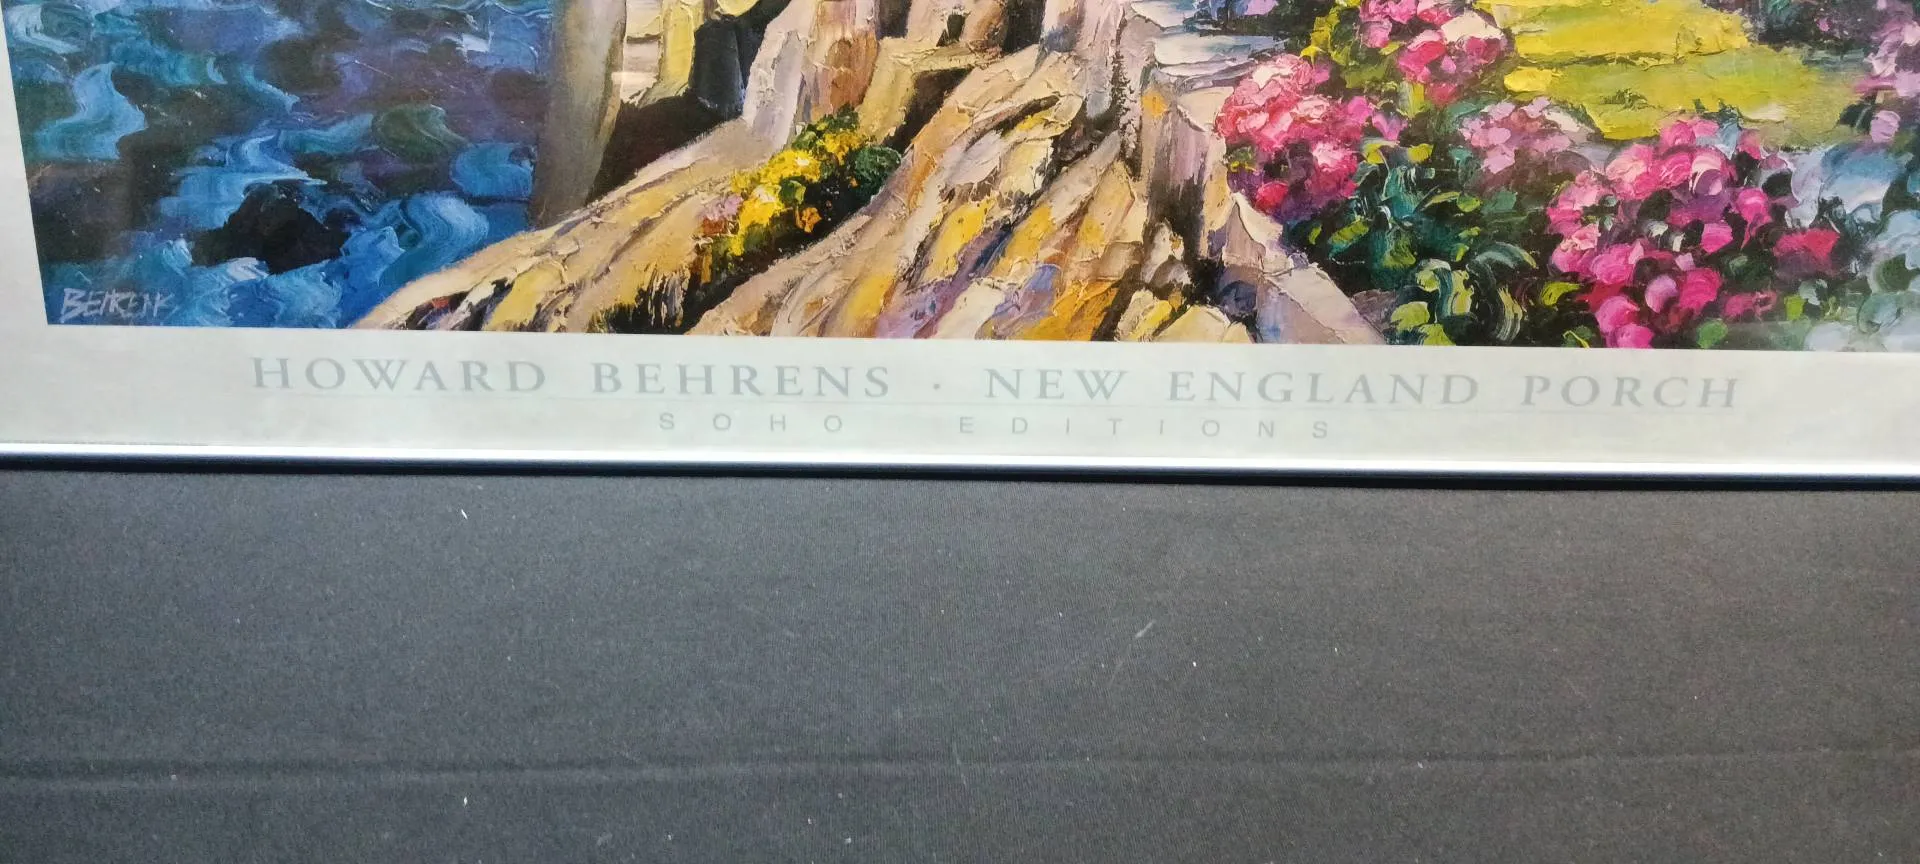 BEHRENS
HOWARD BEHRENS · NEW ENGLAND PORCH
SOHO EDITIONS